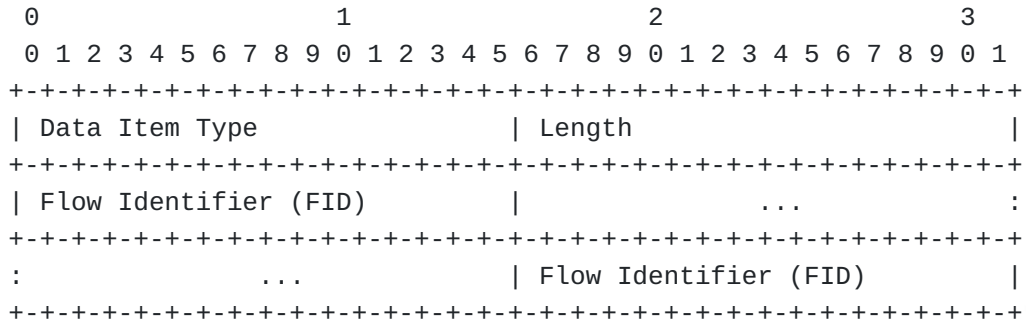 0                   1                   2                   3
 0 1 2 3 4 5 6 7 8 9 0 1 2 3 4 5 6 7 8 9 0 1 2 3 4 5 6 7 8 9 0 1
+-+-+-+-+-+-+-+-+-+-+-+-+-+-+-+-+-+-+-+-+-+-+-+-+-+-+-+-+-+-+-+-+
| Data Item Type                | Length                        |
+-+-+-+-+-+-+-+-+-+-+-+-+-+-+-+-+-+-+-+-+-+-+-+-+-+-+-+-+-+-+-+-+
| Flow Identifier (FID)         |               ...             :
+-+-+-+-+-+-+-+-+-+-+-+-+-+-+-+-+-+-+-+-+-+-+-+-+-+-+-+-+-+-+-+-+
:               ...             | Flow Identifier (FID)         |
+-+-+-+-+-+-+-+-+-+-+-+-+-+-+-+-+-+-+-+-+-+-+-+-+-+-+-+-+-+-+-+-+